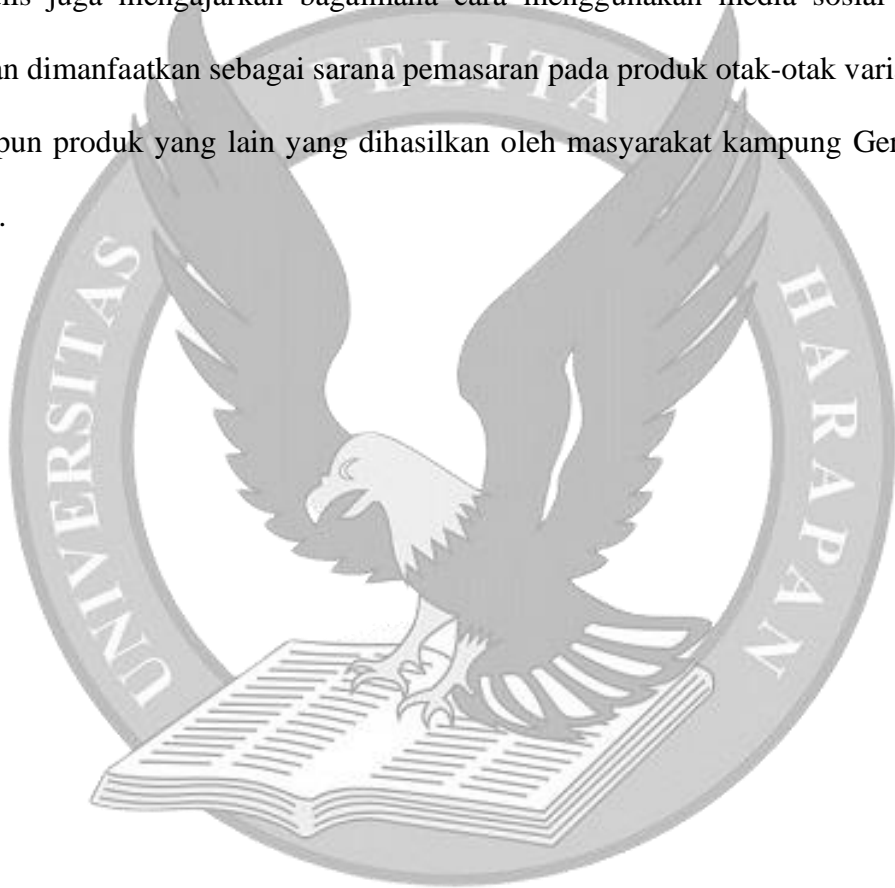 juga mengajarkan bagaimana cara menggunakan media sosial
dimanfaatkan sebagai sarana pemasaran pada produk otak-otak
produk yang lain yang dihasilkan oleh masyarakat kampung
.
UNIVERSITAS
PELITA
HARAPAN